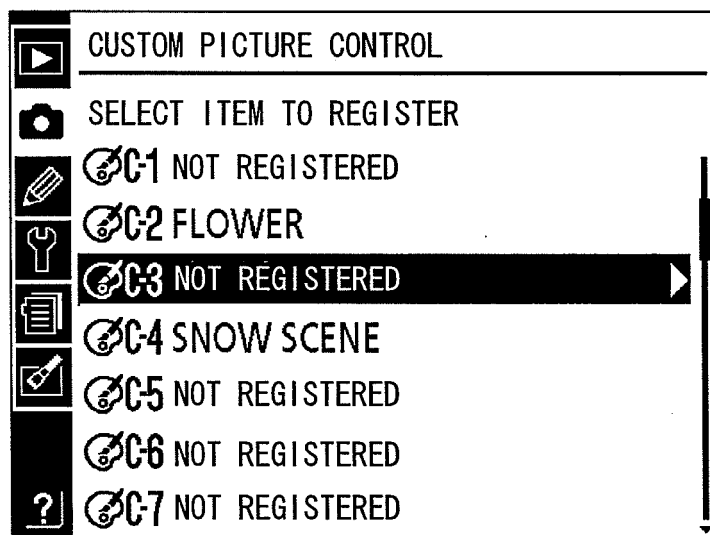 CUSTOM PICTURE CONTROL
SELECT ITEM TO REGISTER
C-1 NOT REGISTERED
C-2 FLOWER
C-3 NOT REGISTERED
C-4 SNOW SCENE
C-5 NOT REGISTERED
C-6 NOT REGISTERED
C-7 NOT REGISTERED
?